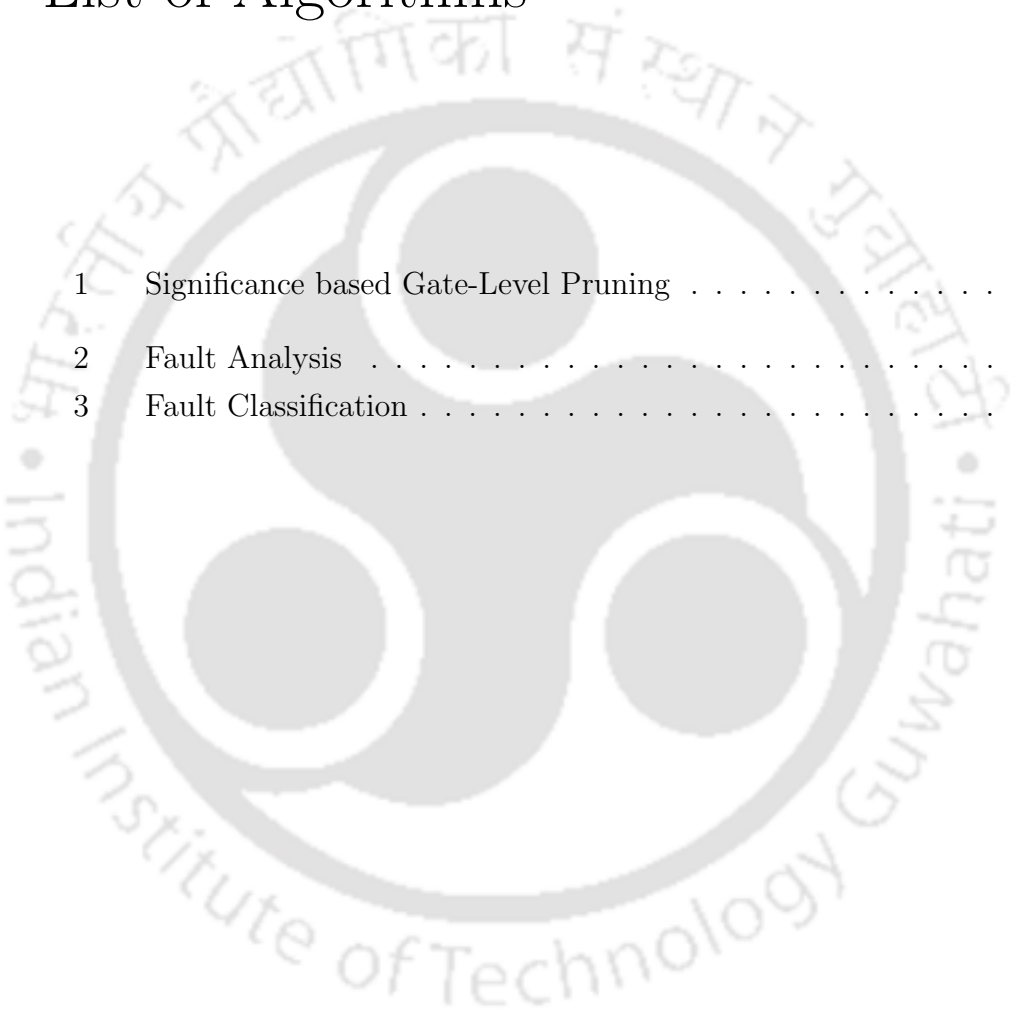 List of Algorithms
1 Significance based Gate-Level Pruning . . . . . . . . . . . . .
2 Fault Analysis . . . . . . . . . . . . . . . . . . . . . . . . . .
3 Fault Classification . . . . . . . . . . . . . . . . . . . . . . . .
भारतीय प्रौद्योगिकी संस्थान गुवाहाटी
• Indian Institute of Technology Guwahati •